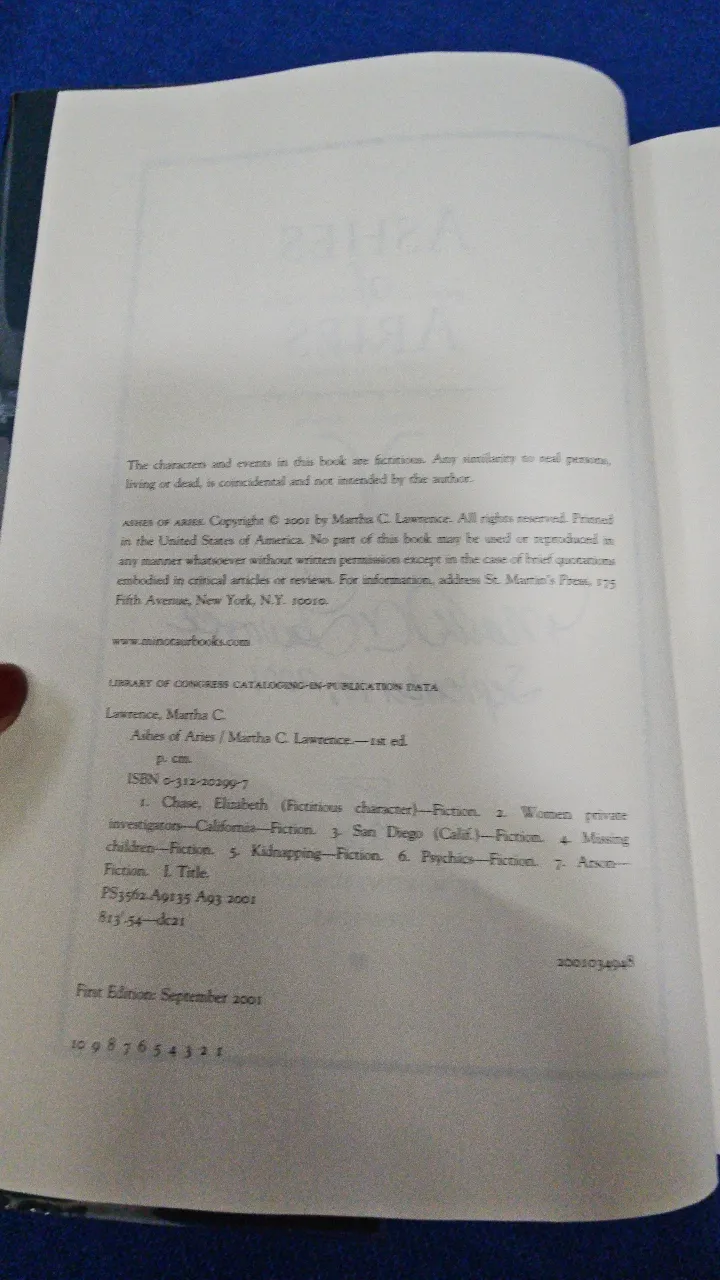 The characters and events in this book are fictitious. Any similarity to real persons,
living or dead, is coincidental and not intended by the author.
ASHES OF ARIES. Copyright © 2001 by Martha C. Lawrence. All rights reserved. Printed
in the United States of America. No part of this book may be used or reproduced in
any manner whatsoever without written permission except in the case of brief quotations
embodied in critical articles or reviews. For information, address St. Martin's Press, 175
Fifth Avenue, New York, N.Y. 10010.
www.minotaurbooks.com
LIBRARY OF CONGRESS CATALOGING-IN-PUBLICATION DATA
Lawrence, Martha C.
Ashes of Aries / Martha C. Lawrence.—1st ed.
p. cm.
ISBN 0-312-20299-7
1. Chase, Elizabeth (Fictitious character)—Fiction. 2. Women private
investigators—California—Fiction. 3. San Diego (Calif.)—Fiction. 4. Missing
children—Fiction. 5. Kidnapping—Fiction. 6. Psychics—Fiction. 7. Arson—
Fiction. I. Title.
PS3562.A9135 A93 2001
813'.54—dc21
2001034948
First Edition: September 2001
10 9 8 7 6 5 4 3 2 1
ASHES
of
ARIES